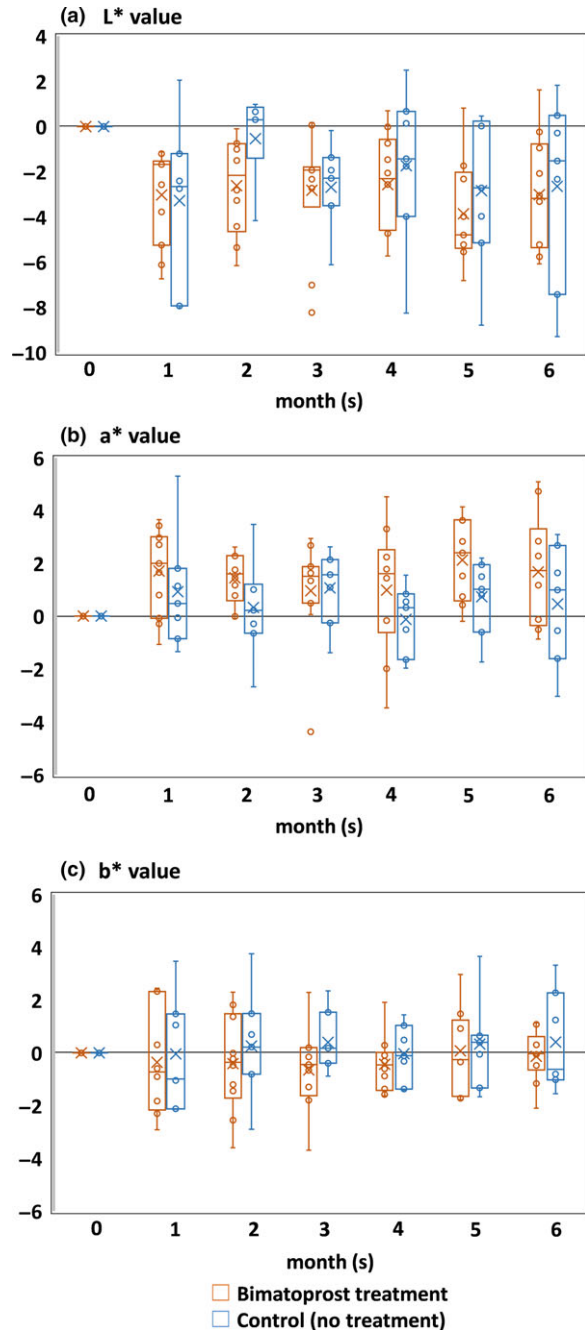 (a) L* value
4
2
0
−2
−4
−6
−8
−10
0 1 2 3 4 5 6
month (s)
(b) a* value
6
4
2
0
−2
−4
−6
0 1 2 3 4 5 6
month (s)
(c) b* value
6
4
2
0
−2
−4
−6
0 1 2 3 4 5 6
month (s)
Bimatoprost treatment
Control (no treatment)